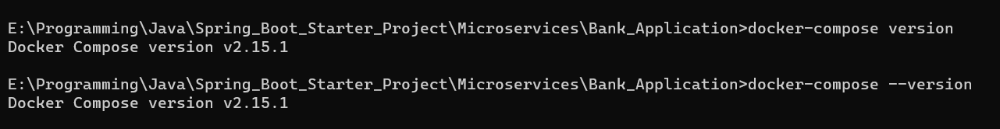 E:\Programming\Java\Spring_Boot_Starter_Project\Microservices\Bank_Application>docker-compose version
Docker Compose version v2.15.1
E:\Programming\Java\Spring_Boot_Starter_Project\Microservices\Bank_Application>docker-compose --version
Docker Compose version v2.15.1